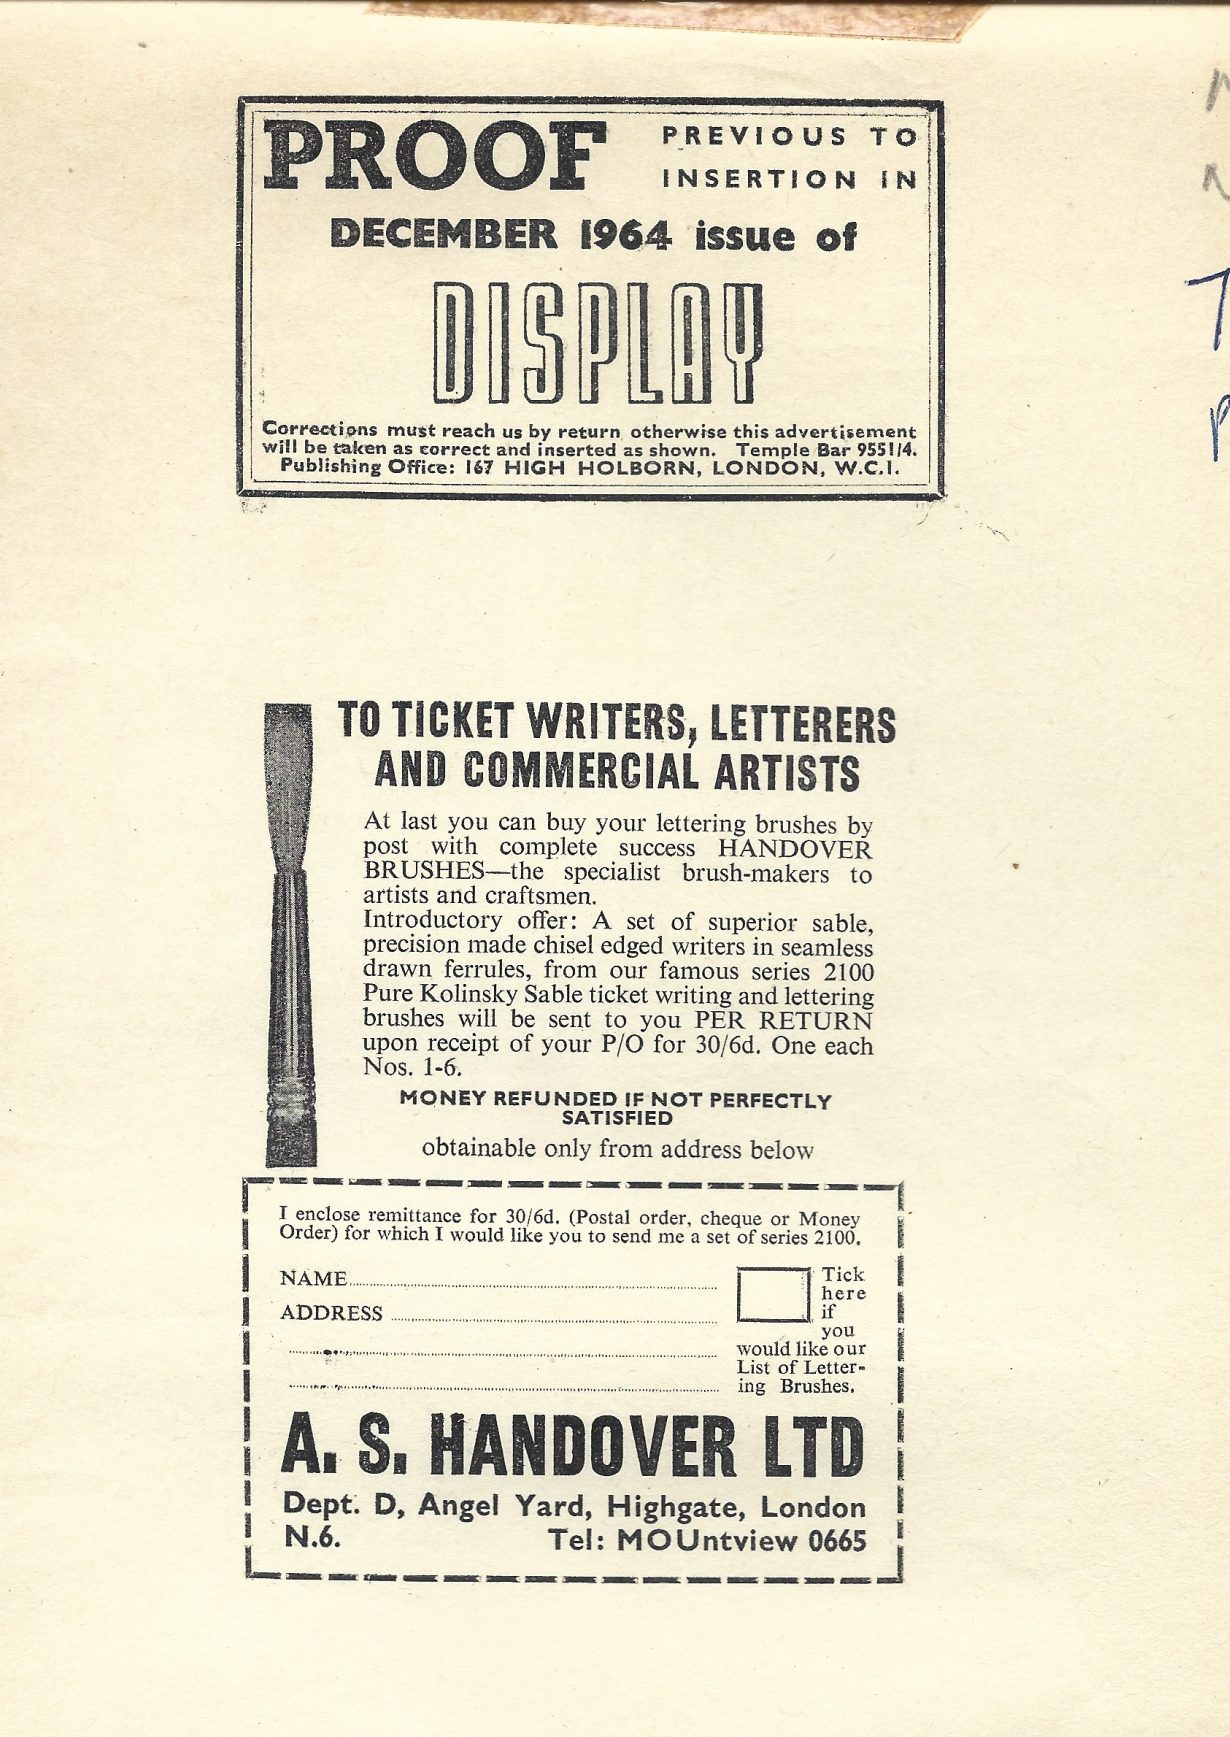 PROOF PREVIOUS TO
INSERTION IN
DECEMBER 1964 issue of
DISPLAY
Corrections must reach us by return otherwise this advertisement
will be taken as correct and inserted as shown. Temple Bar 9551/4.
Publishing Office: 167 HIGH HOLBORN, LONDON, W.C.I.
TO TICKET WRITERS, LETTERERS
AND COMMERCIAL ARTISTS
At last you can buy your lettering brushes by
post with complete success HANDOVER
BRUSHES—the specialist brush-makers to
artists and craftsmen.
Introductory offer: A set of superior sable,
precision made chisel edged writers in seamless
drawn ferrules, from our famous series 2100
Pure Kolinsky Sable ticket writing and lettering
brushes will be sent to you PER RETURN
upon receipt of your P/O for 30/6d. One each
Nos. 1-6.
MONEY REFUNDED IF NOT PERFECTLY
SATISFIED
obtainable only from address below
I enclose remittance for 30/6d. (Postal order, cheque or Money
Order) for which I would like you to send me a set of series 2100.
NAME
ADDRESS
Tick
here
if
you
would like our
List of Letter-
ing Brushes.
A. S. HANDOVER LTD
Dept. D, Angel Yard, Highgate, London
N.6. Tel: MOUntview 0665